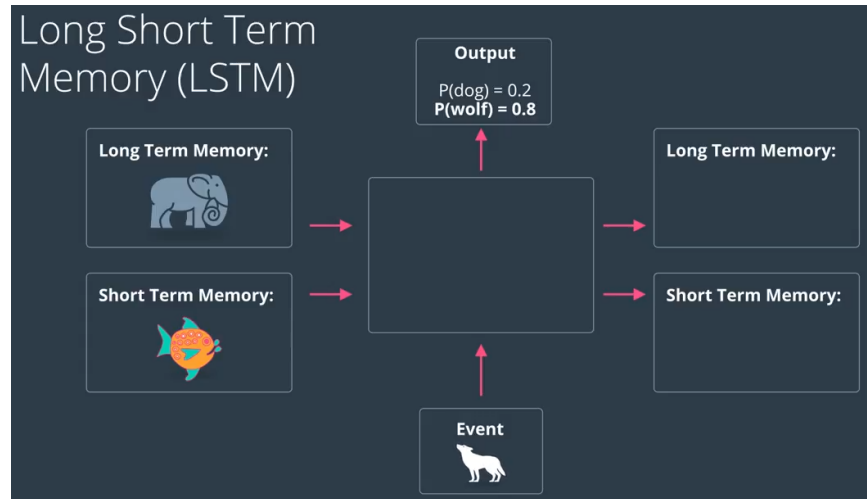 Long Short Term
Memory (LSTM)
Output
P(dog) = 0.2
P(wolf) = 0.8
Long Term Memory:
Long Term Memory:
Short Term Memory:
Short Term Memory:
Event